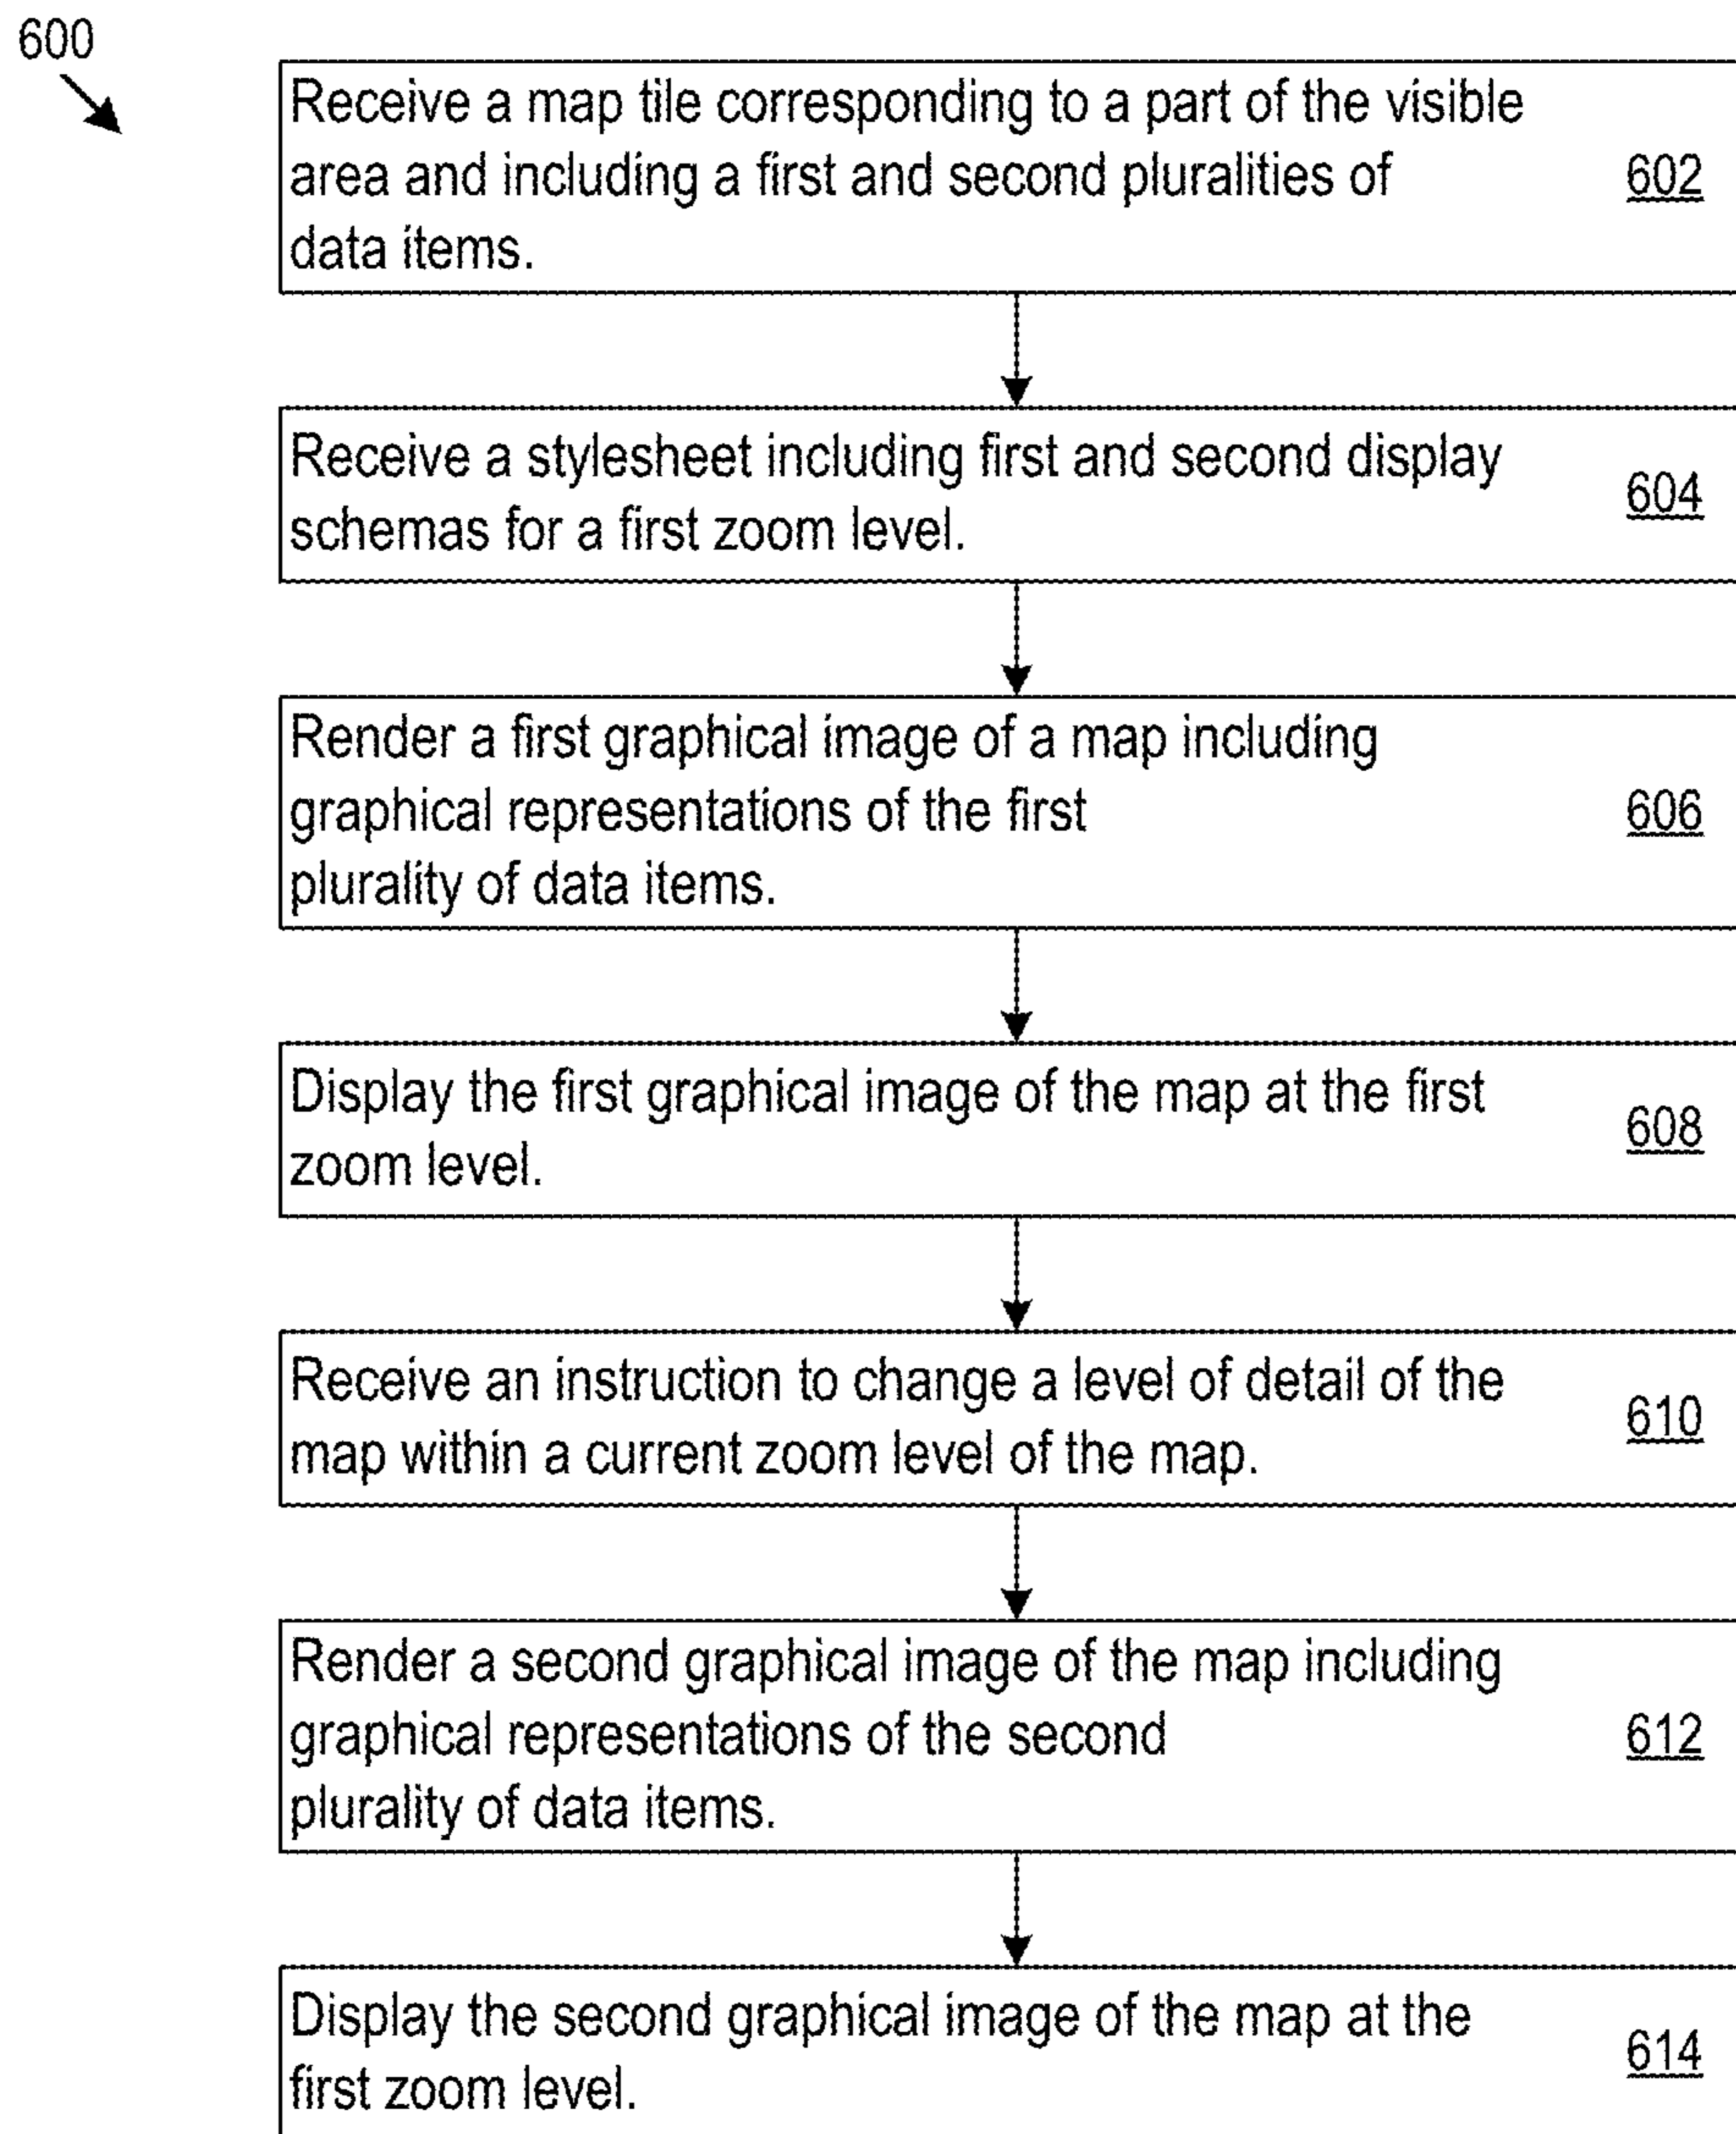 600
Receive a map tile corresponding to a part of the visible
area and including a first and second pluralities of
data items.
602
Receive a stylesheet including first and second display
schemas for a first zoom level.
604
Render a first graphical image of a map including
graphical representations of the first
plurality of data items.
606
Display the first graphical image of the map at the first
zoom level.
608
Receive an instruction to change a level of detail of the
map within a current zoom level of the map.
610
Render a second graphical image of the map including
graphical representations of the second
plurality of data items.
612
Display the second graphical image of the map at the
first zoom level.
614